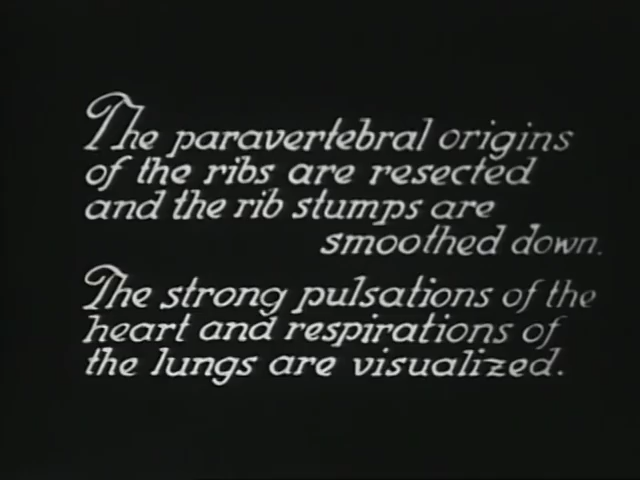 The paravertebral origins
of the ribs are resected
and the rib stumps are
smoothed down.
The strong pulsations of the
heart and respirations of
the lungs are visualized.